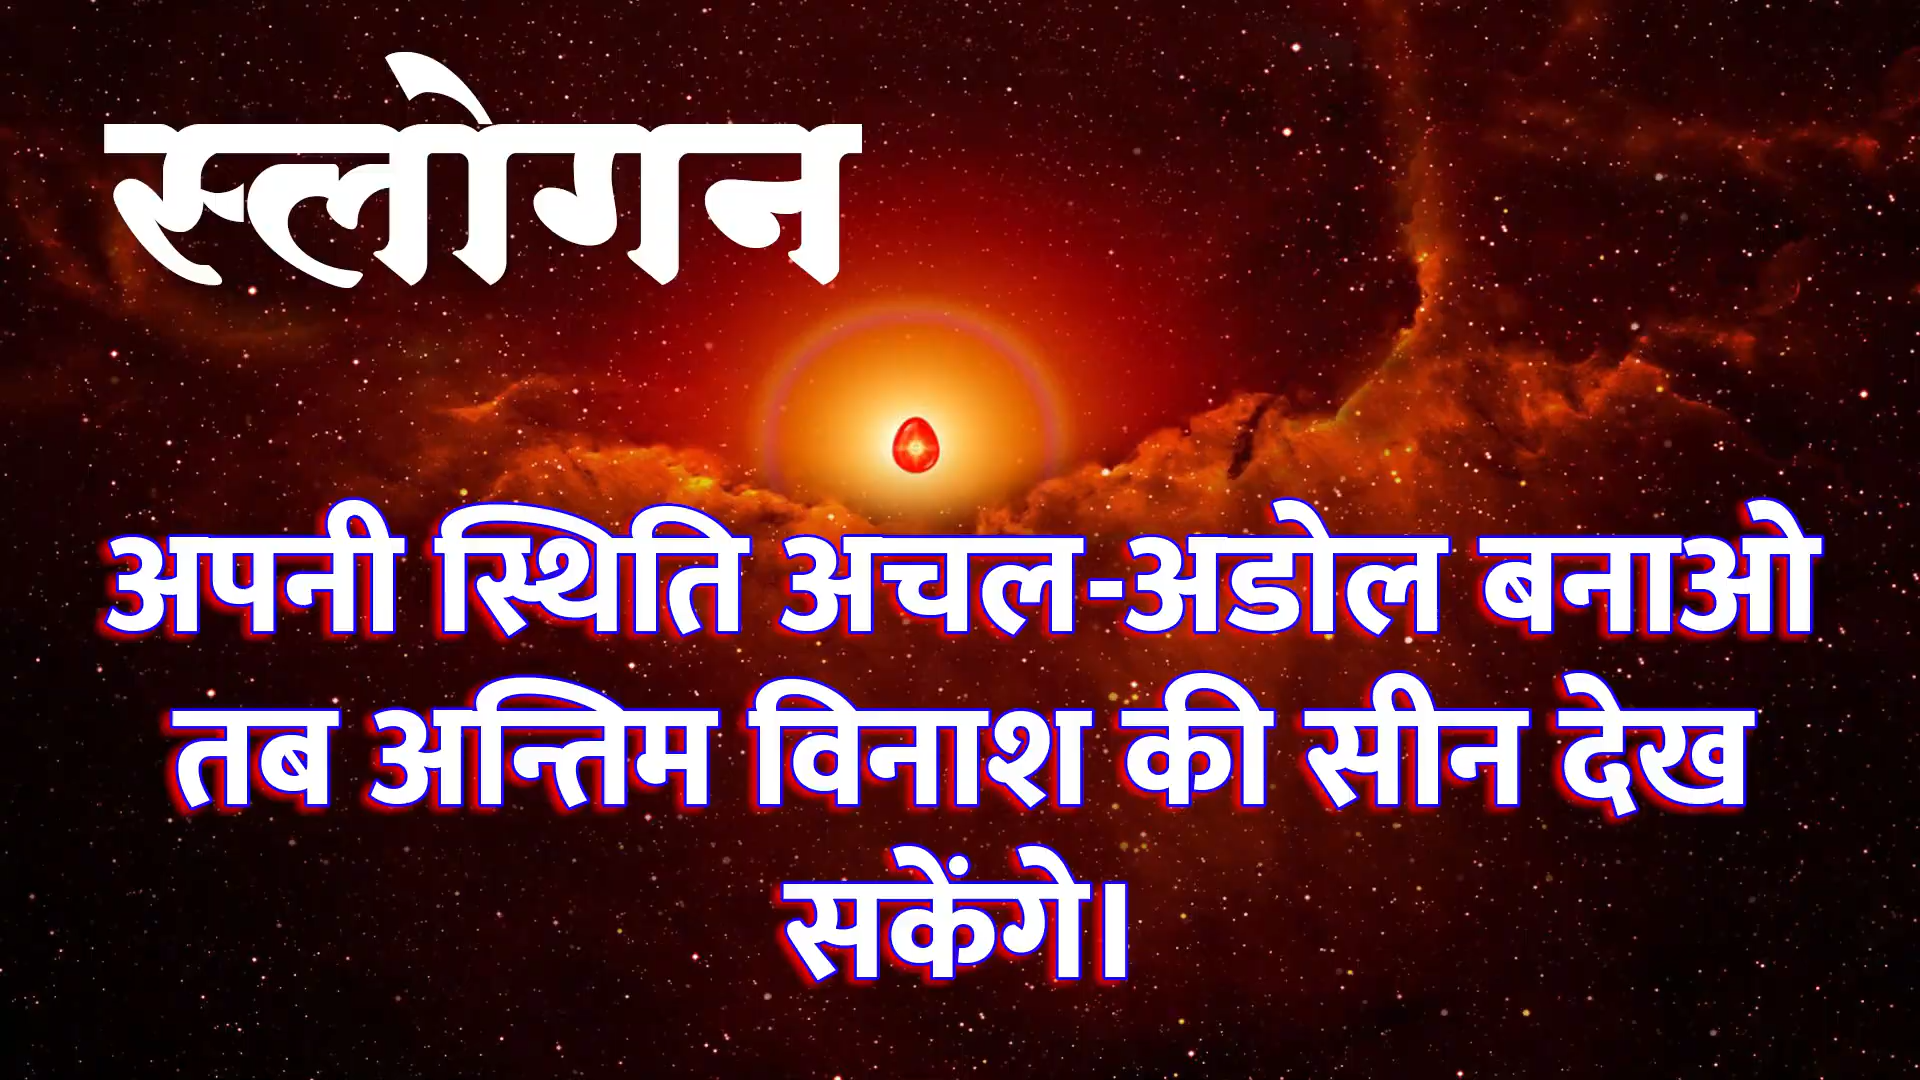 स्लोगन
अपनी स्थिति अचल-अडोल बनाओ
तब अन्तिम विनाश की सीन देख
सकेंगे।